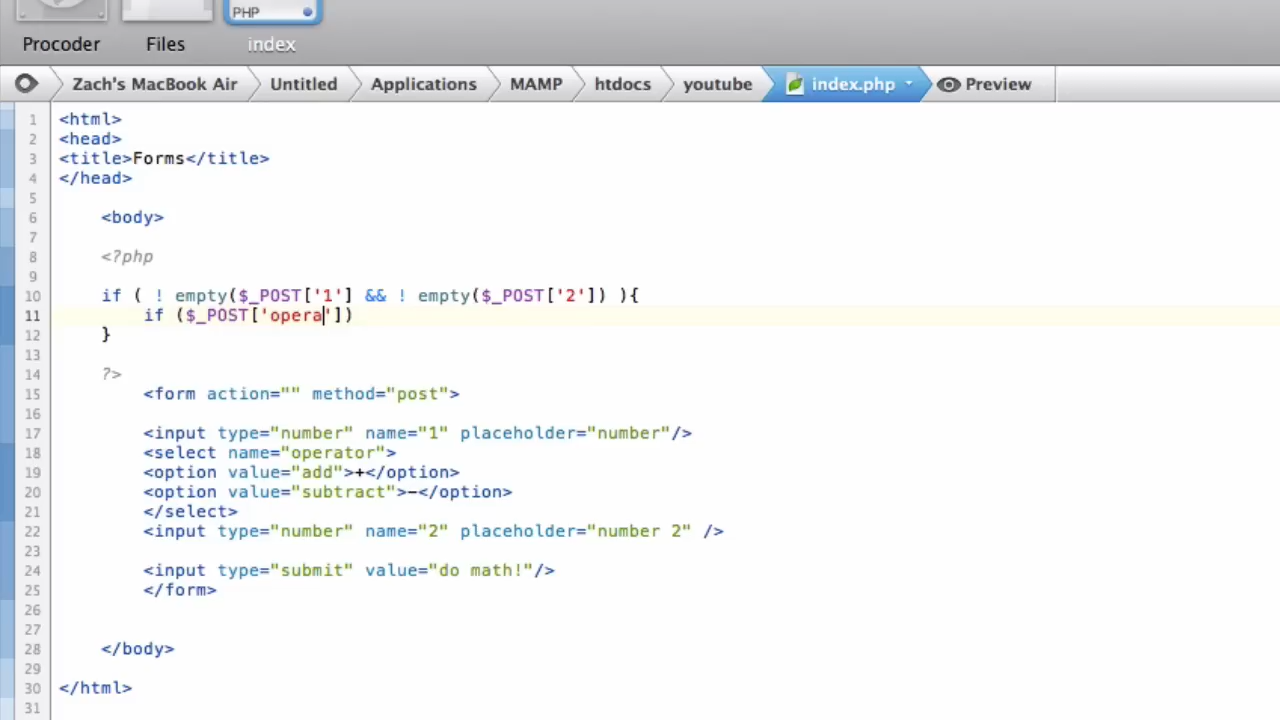 PHP
Procoder Files index
Zach's MacBook Air Untitled Applications MAMP htdocs youtube index.php Preview
1 <html>
2 <head>
3 <title>Forms</title>
4 </head>
5
6 <body>
7
8 <?php
9
10 if ( ! empty($_POST['1'] && ! empty($_POST['2']) ){
11 if ($_POST['opera'])
12 }
13
14 ?>
15 <form action="" method="post">
16
17 <input type="number" name="1" placeholder="number"/>
18 <select name="operator">
19 <option value="add">+</option>
20 <option value="subtract">-</option>
21 </select>
22 <input type="number" name="2" placeholder="number 2" />
23
24 <input type="submit" value="do math!"/>
25 </form>
26
27
28 </body>
29
30 </html>
31